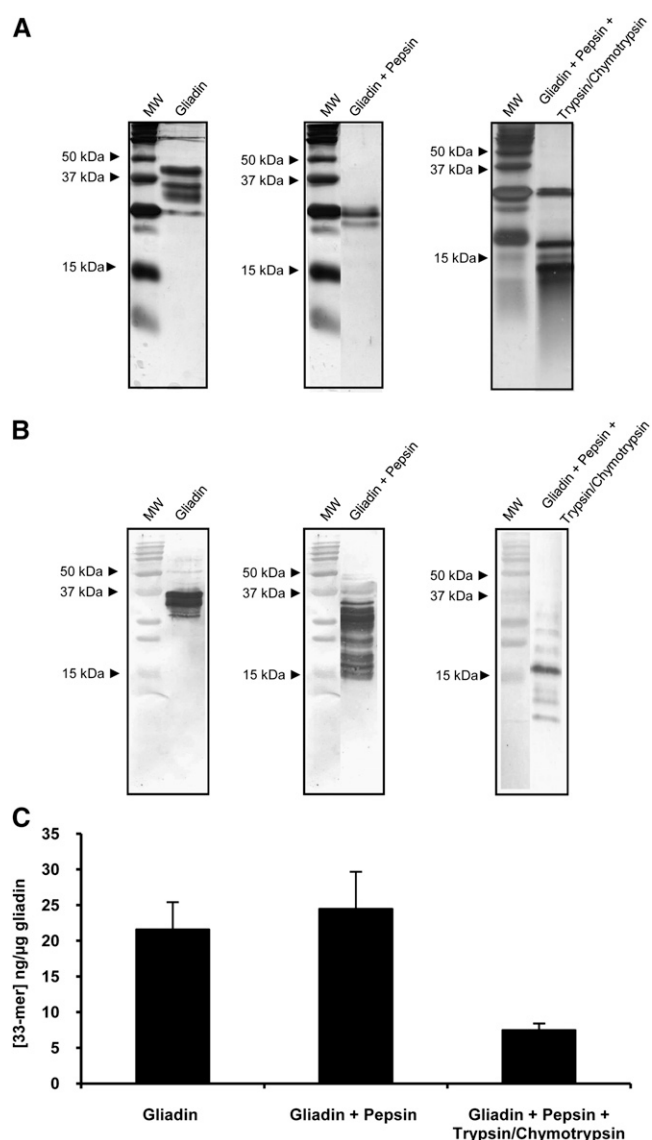 A
MW
Gliadin
50 kDa
37 kDa
15 kDa
MW
Gliadin + Pepsin
50 kDa
37 kDa
15 kDa
MW
Gliadin + Pepsin +
Trypsin/Chymotrypsin
50 kDa
37 kDa
15 kDa
B
MW
Gliadin
50 kDa
37 kDa
15 kDa
MW
Gliadin + Pepsin
50 kDa
37 kDa
15 kDa
MW
Gliadin + Pepsin +
Trypsin/Chymotrypsin
50 kDa
37 kDa
15 kDa
C
[33-mer] ng/µg gliadin
35
30
25
20
15
10
5
0
Gliadin
Gliadin + Pepsin
Gliadin + Pepsin +
Trypsin/Chymotrypsin